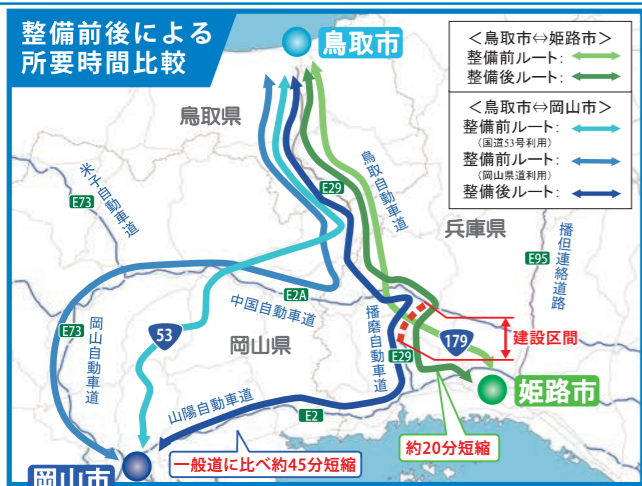 整備前後による
所要時間比較
鳥取市
＜鳥取市⇔姫路市＞
整備前ルート：
整備後ルート：
＜鳥取市⇔岡山市＞
整備前ルート：
（国道53号利用）
整備前ルート：
（岡山県道利用）
整備後ルート：
鳥取県
米子自動車道
E73
E29
鳥取自動車道
兵庫県
播但連絡道路
E95
E2A
中国自動車道
E73
岡山自動車道
53
岡山県
播磨自動車道
E29
179
建設区間
姫路市
山陽自動車道
E2
約20分短縮
一般道に比べ約45分短縮
岡山市